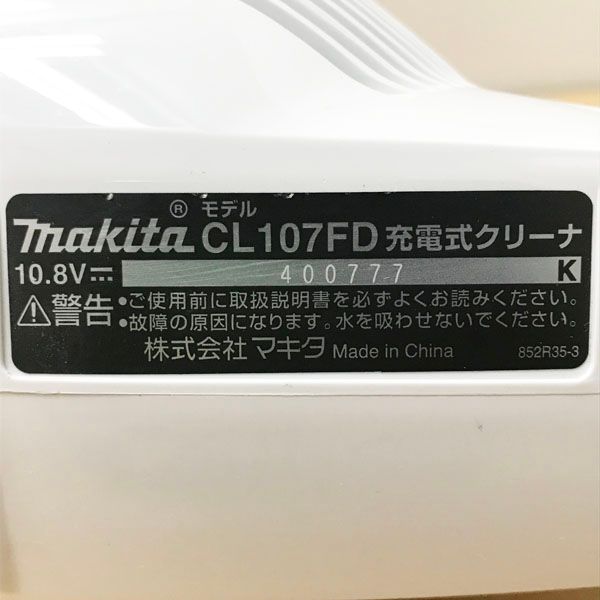 makita® モデル CL107FD 充電式クリーナ
10.8V⎓ 400777 K
⚠警告 •ご使用前に取扱説明書を必ずよくお読みください。
•故障の原因になります。水を吸わせないでください。
株式会社 マキタ Made in China 852R35-3